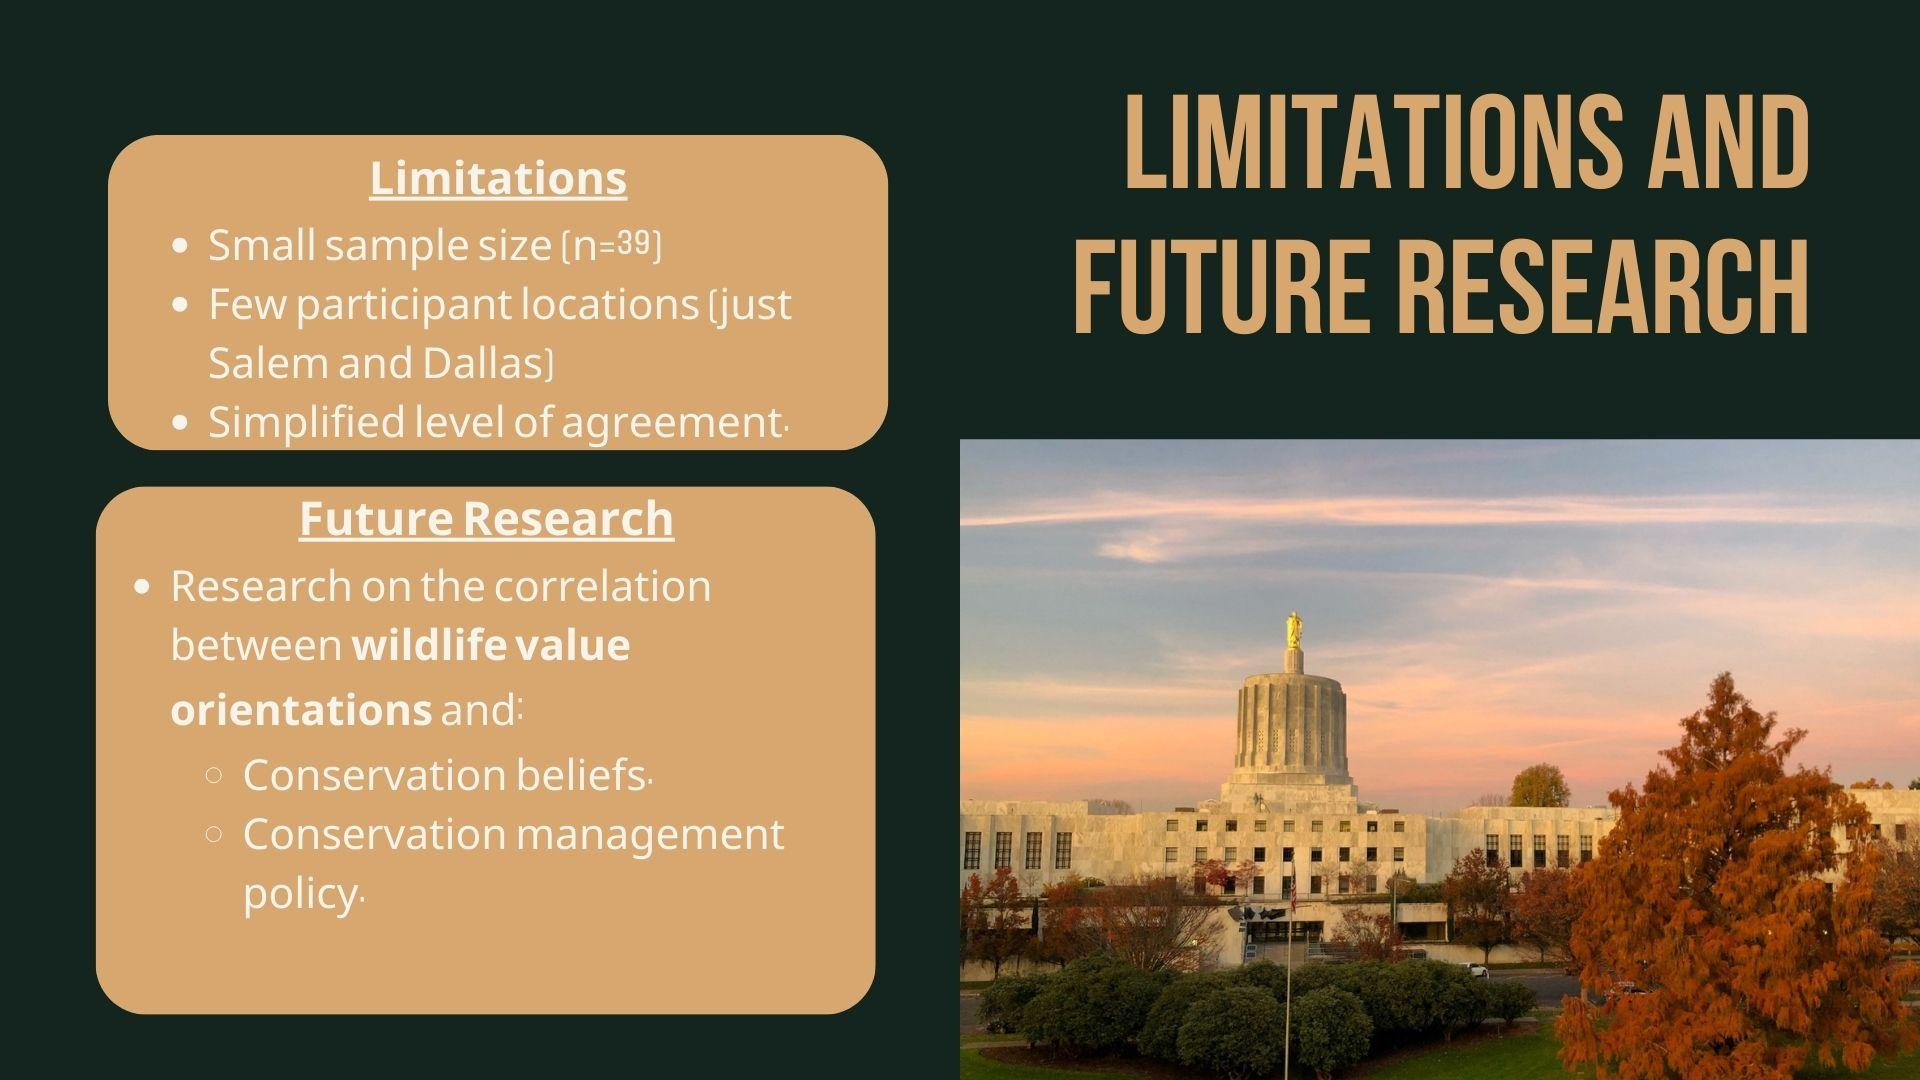 LIMITATIONS AND
FUTURE RESEARCH
Limitations
• Small sample size (n=39)
• Few participant locations (just
Salem and Dallas)
• Simplified level of agreement.
Future Research
• Research on the correlation
between wildlife value
orientations and:
○ Conservation beliefs.
○ Conservation management
policy.